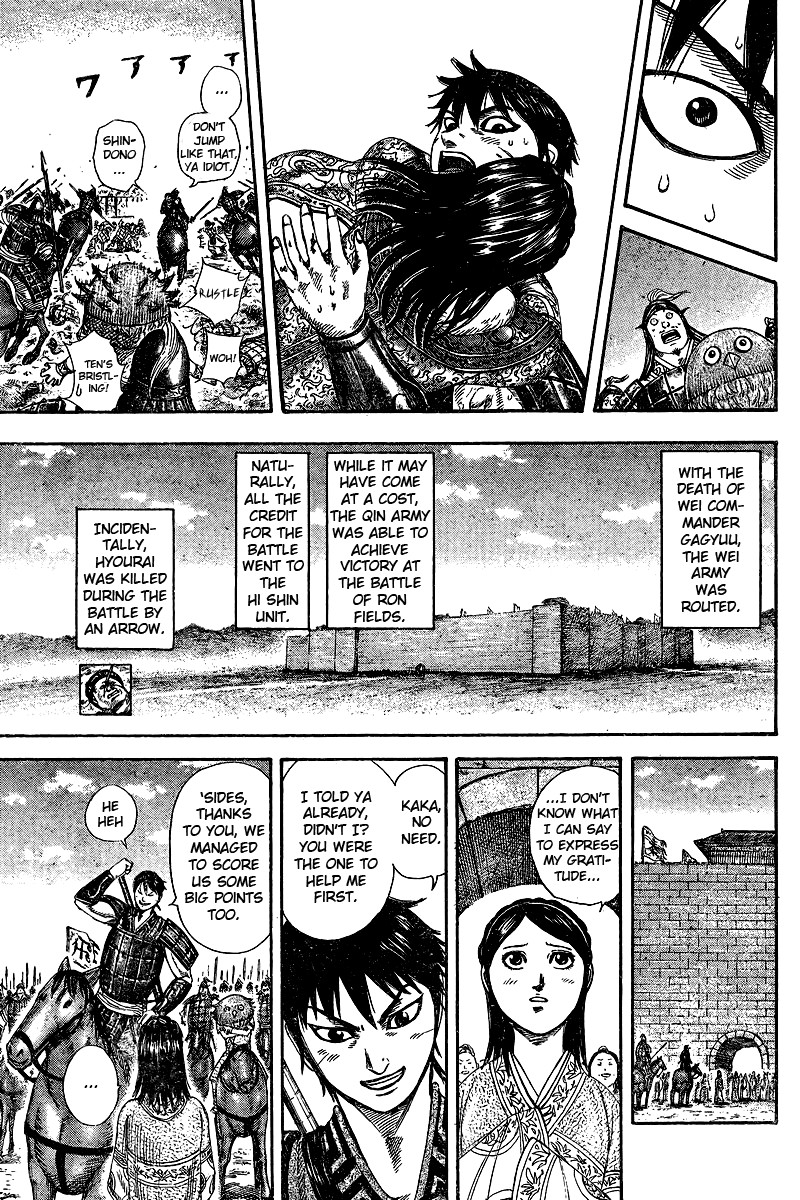 ワアアアア
...
DON'T
JUMP
LIKE THAT,
YA IDIOT.
SHIN-
DONO
...
RUSTLE
WOH!
TEN'S
BRISTL-
ING!
WITH THE
DEATH OF
WEI COM-
MANDER
GAGYUU,
THE WEI
ARMY
WAS
ROUTED.
WHILE IT MAY
HAVE COME
AT A COST,
THE QIN ARMY
WAS ABLE TO
ACHIEVE
VICTORY AT
THE BATTLE
OF RON
FIELDS.
NATU-
RALLY,
ALL THE
CREDIT
FOR THE
BATTLE
WENT TO
THE
HI SHIN
UNIT.
INCIDEN-
TALLY,
HYOURAI
WAS KILLED
DURING THE
BATTLE BY
AN ARROW.
...I DON'T
KNOW WHAT
I CAN SAY
TO EXPRESS
MY GRATI-
TUDE...
KAKA,
NO
NEED.
I TOLD YA
ALREADY,
DIDN'T I?
YOU WERE
THE ONE TO
HELP ME
FIRST.
'SIDES,
THANKS
TO YOU, WE
MANAGED
TO SCORE
US SOME
BIG POINTS
TOO.
HE
HEH
...